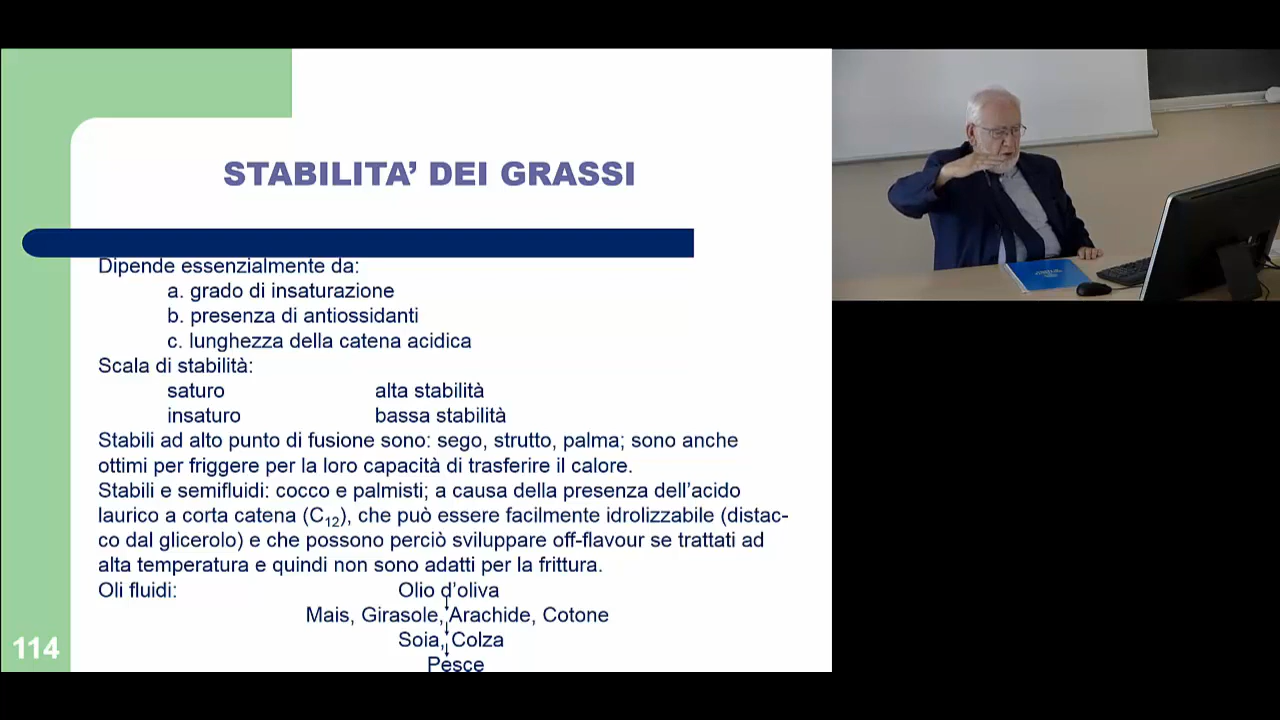 STABILITA’ DEI GRASSI
Dipende essenzialmente da:
a. grado di insaturazione
b. presenza di antiossidanti
c. lunghezza della catena acidica
Scala di stabilità:
saturo alta stabilità
insaturo bassa stabilità
Stabili ad alto punto di fusione sono: sego, strutto, palma; sono anche
ottimi per friggere per la loro capacità di trasferire il calore.
Stabili e semifluidi: cocco e palmisti; a causa della presenza dell’acido
laurico a corta catena (C₁₂), che può essere facilmente idrolizzabile (distac-
co dal glicerolo) e che possono perciò sviluppare off-flavour se trattati ad
alta temperatura e quindi non sono adatti per la frittura.
Oli fluidi: Olio d’oliva
Mais, Girasole, Arachide, Cotone
Soia, Colza
Pesce
114